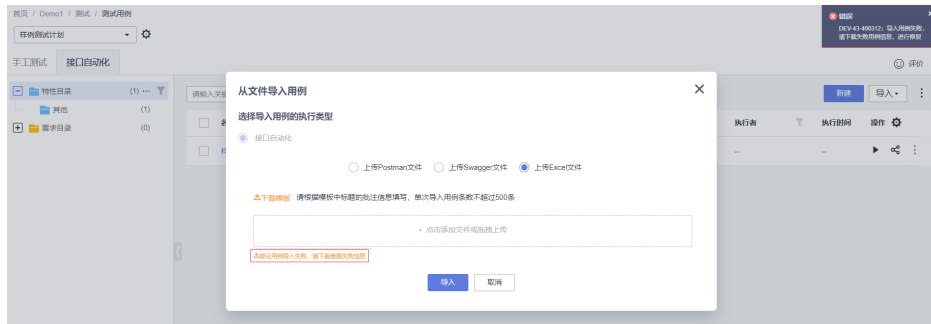 首页 / Demo1 / 测试 / 测试用例
错误
DEV-43-400312：导入用例失败，
请下载失败用例信息，进行修复
样例测试计划
手工测试 接口自动化
评价
特性目录 (1)
其他 (1)
需求目录 (0)
请输入关
新建 导入
执行者 执行时间 操作
-- --
从文件导入用例
选择导入用例的执行类型
接口自动化
上传Postman文件 上传Swagger文件 上传Excel文件
下载模板 请根据模板中标题的批注信息填写，单次导入用例条数不超过500条
+ 点击添加文件或拖拽上传
部分用例导入失败，请下载查看失败信息
导入 取消